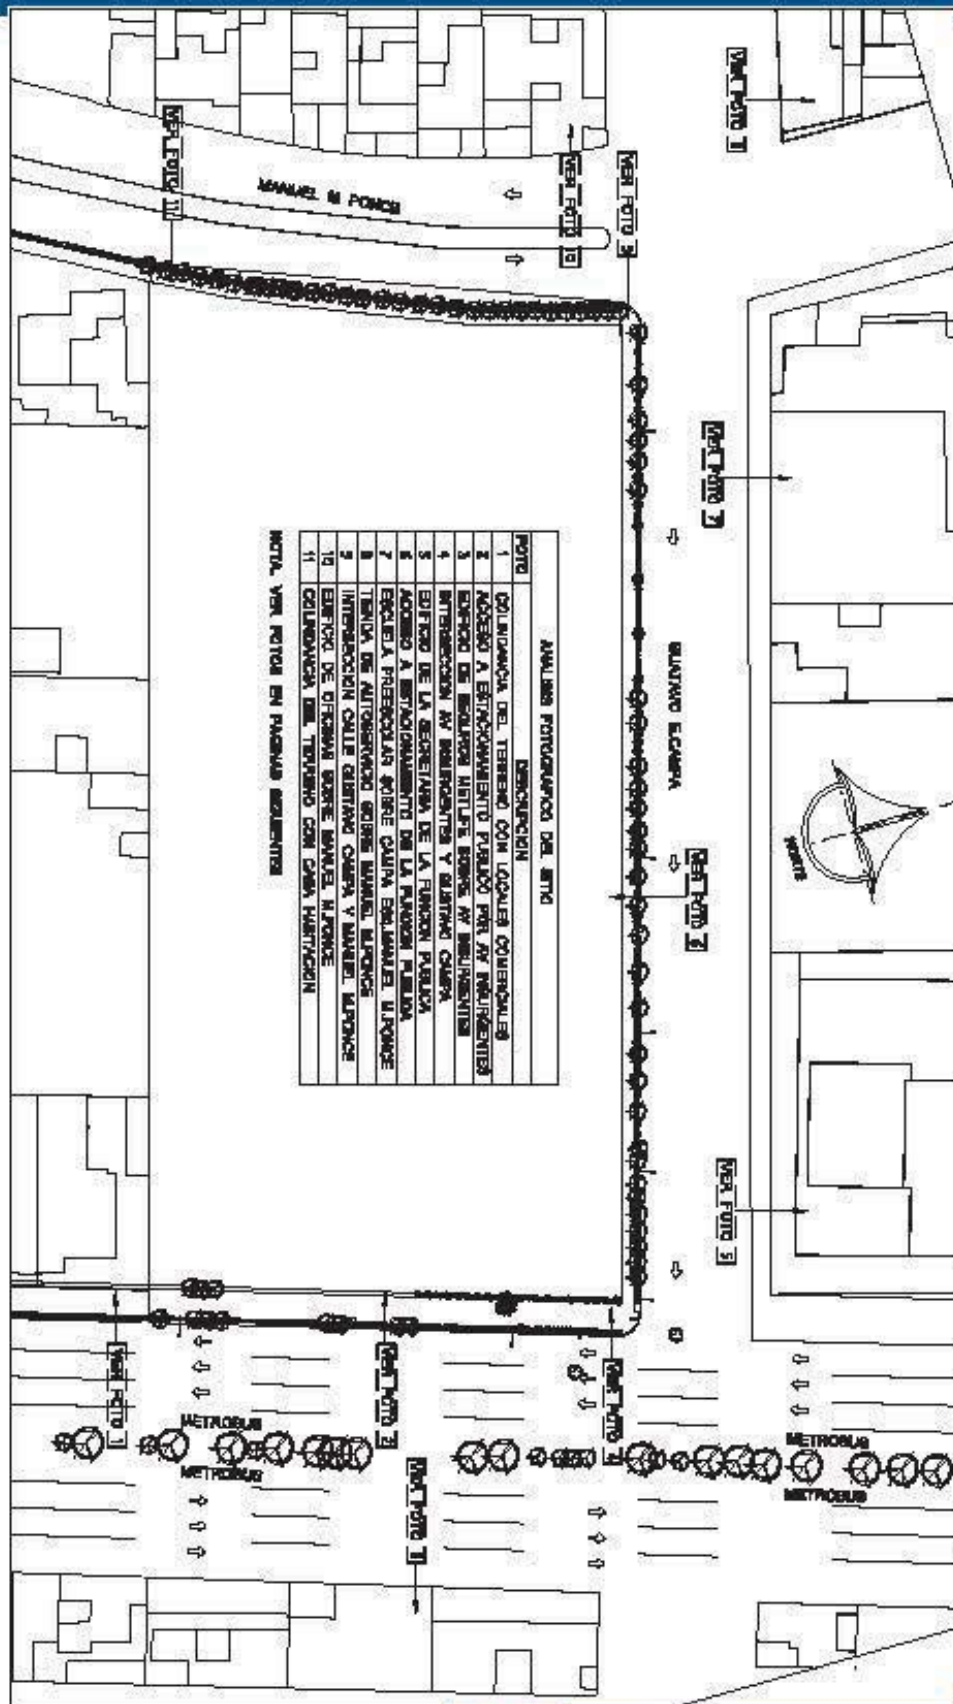 ANALISIS FOTOGRAFICO DEL SITIO
FOTO DESCRIPCION
1 COLINDANCIA DEL TERRENO CON LOCALES COMERCIALES
2 ACCESO A ESTACIONAMIENTO PUBLICO POR AV INSURGENTES
3 EDIFICIO DE SEGUROS METLIFE SOBRE AV INSURGENTES
4 INTERSECCION AV INSURGENTES Y GUSTAVO CAMPA
5 EDIFICIO DE LA SECRETARIA DE LA FUNCION PUBLICA
6 ACCESO A ESTACIONAMIENTO DE LA FUNCION PUBLICA
7 ESCUELA PREESCOLAR SOBRE CAMPA ESQ.MANUEL M.PONCE
8 TIENDA DE AUTOSERVICIO SOBRE MANUEL M.PONCE
9 INTERSECCION CALLE GUSTAVO CAMPA Y MANUEL M.PONCE
10 EDIFICIO DE OFICINAS SOBRE MANUEL M.PONCE
11 COLINDANCIA DEL TERRENO CON CASA HABITACION
NOTA. VER FOTOS EN PAGINAS SIGUIENTES
MANUEL M PONCE
GUSTAVO E.CAMPA
NORTE
VER FOTO 11
VER FOTO 10
VER FOTO 9
VER FOTO 7
VER FOTO 6
VER FOTO 5
VER FOTO 4
VER FOTO 2
VER FOTO 1
VER FOTO
VER FOTO
METROBUS
METROBUS
METROBUS
METROBUS